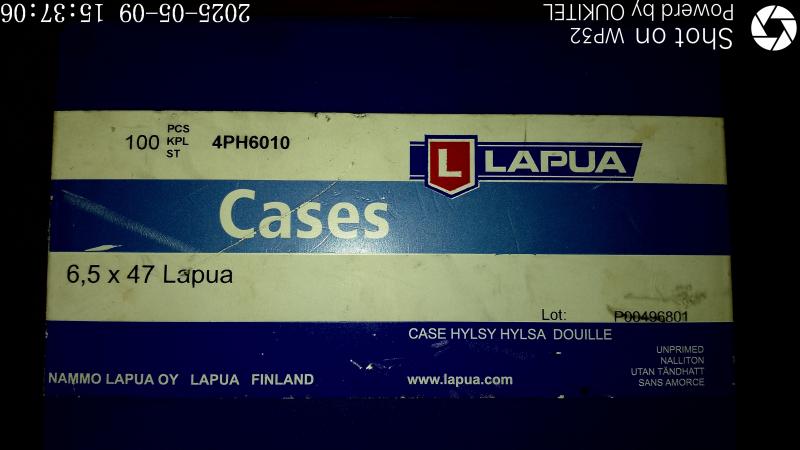 2025-05-09 15:37:06
Shot on WP32
Powerd by OUKITEL
100 PCS KPL ST 4PH6010
L LAPUA
Cases
6,5 x 47 Lapua
Lot: P00496801
CASE HYLSY HYLSA DOUILLE
UNPRIMED
NALLITON
UTAN TÄNDHATT
SANS AMORCE
NAMMO LAPUA OY LAPUA FINLAND
www.lapua.com